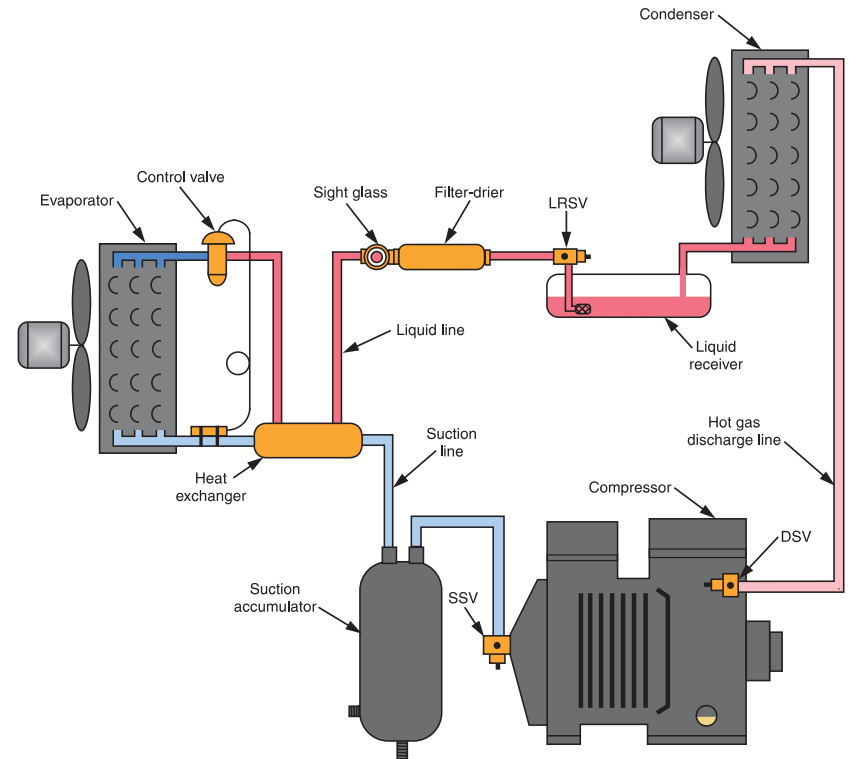 Condenser
Control valve
Sight glass
Filter-drier
Evaporator
LRSV
Liquid line
Liquid
receiver
Suction
line
Hot gas
discharge line
Heat
exchanger
Compressor
DSV
Suction
accumulator
SSV